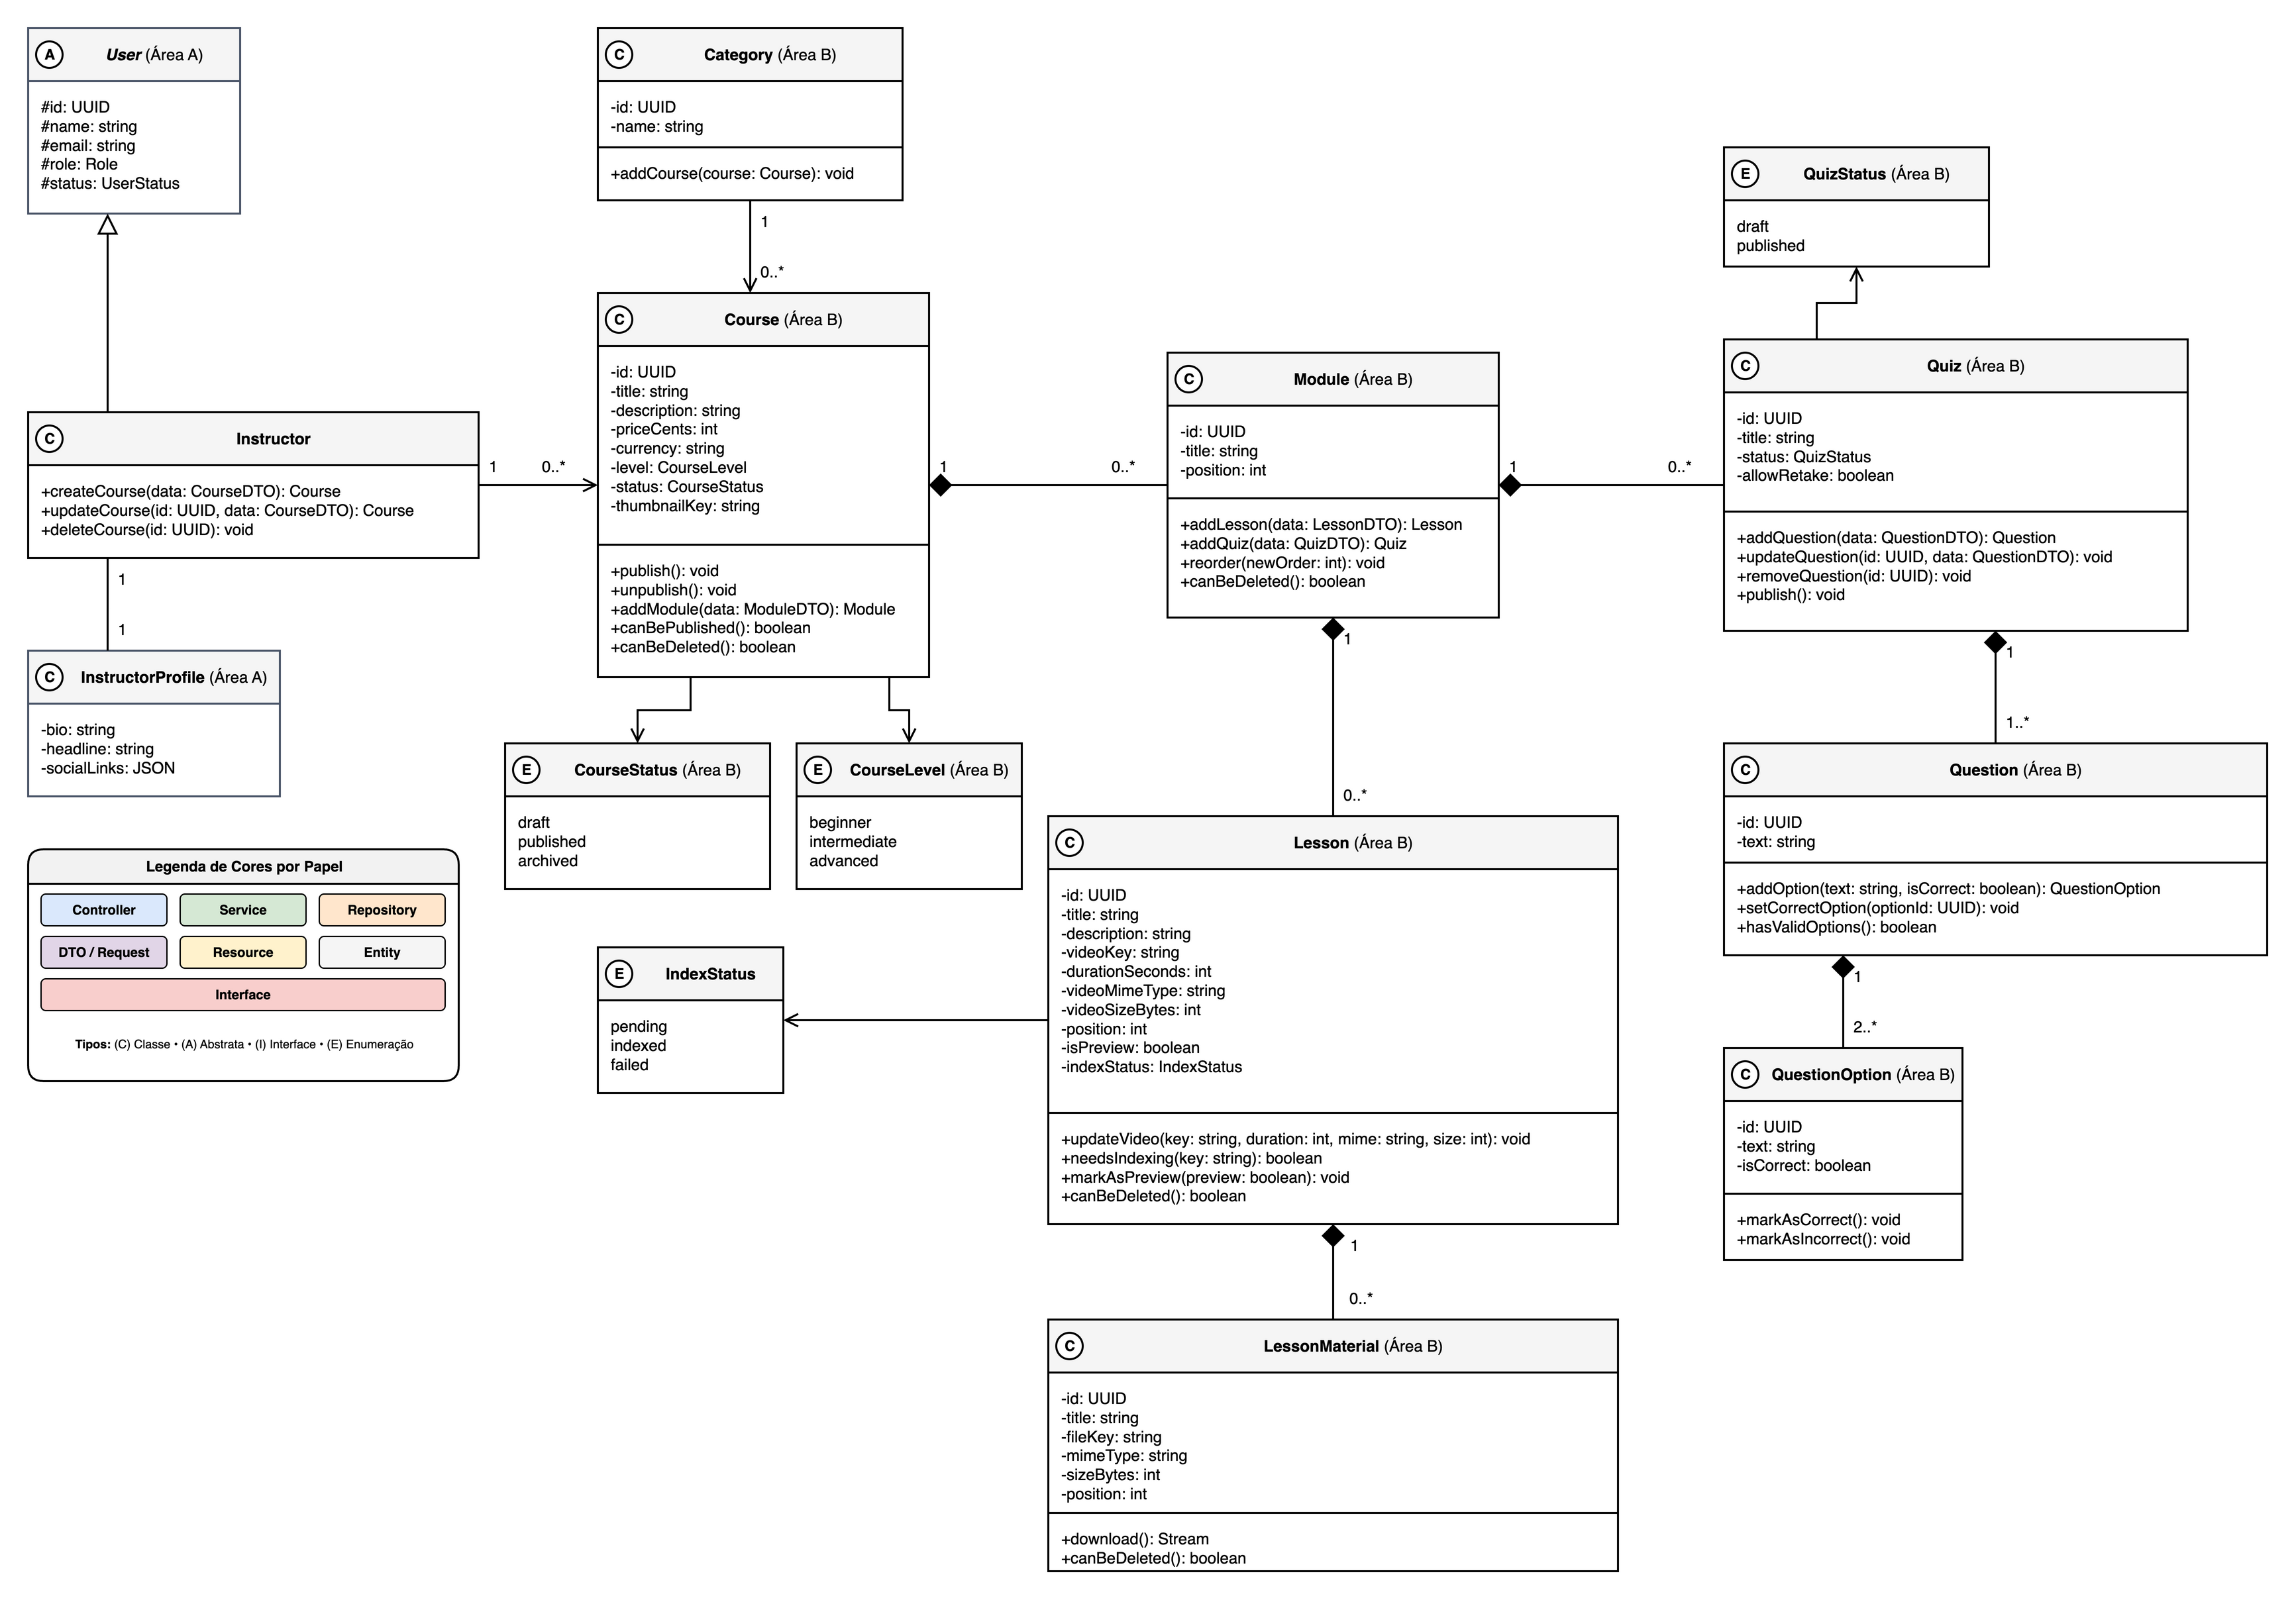 A
User (Área A)
#id: UUID
#name: string
#email: string
#role: Role
#status: UserStatus
C
Category (Área B)
-id: UUID
-name: string
+addCourse(course: Course): void
1
0..*
E
QuizStatus (Área B)
draft
published
C
Course (Área B)
-id: UUID
-title: string
-description: string
-priceCents: int
-currency: string
-level: CourseLevel
-status: CourseStatus
-thumbnailKey: string
+publish(): void
+unpublish(): void
+addModule(data: ModuleDTO): Module
+canBePublished(): boolean
+canBeDeleted(): boolean
C
Instructor
+createCourse(data: CourseDTO): Course
+updateCourse(id: UUID, data: CourseDTO): Course
+deleteCourse(id: UUID): void
1
0..*
1
1
C
InstructorProfile (Área A)
-bio: string
-headline: string
-socialLinks: JSON
1
0..*
C
Module (Área B)
-id: UUID
-title: string
-position: int
+addLesson(data: LessonDTO): Lesson
+addQuiz(data: QuizDTO): Quiz
+reorder(newOrder: int): void
+canBeDeleted(): boolean
1
0..*
C
Quiz (Área B)
-id: UUID
-title: string
-status: QuizStatus
-allowRetake: boolean
+addQuestion(data: QuestionDTO): Question
+updateQuestion(id: UUID, data: QuestionDTO): void
+removeQuestion(id: UUID): void
+publish(): void
1
1..*
1
0..*
E
CourseStatus (Área B)
draft
published
archived
E
CourseLevel (Área B)
beginner
intermediate
advanced
C
Question (Área B)
-id: UUID
-text: string
+addOption(text: string, isCorrect: boolean): QuestionOption
+setCorrectOption(optionId: UUID): void
+hasValidOptions(): boolean
1
2..*
C
Lesson (Área B)
-id: UUID
-title: string
-description: string
-videoKey: string
-durationSeconds: int
-videoMimeType: string
-videoSizeBytes: int
-position: int
-isPreview: boolean
-indexStatus: IndexStatus
+updateVideo(key: string, duration: int, mime: string, size: int): void
+needsIndexing(key: string): boolean
+markAsPreview(preview: boolean): void
+canBeDeleted(): boolean
1
0..*
Legenda de Cores por Papel
Controller
Service
Repository
DTO / Request
Resource
Entity
Interface
Tipos: (C) Classe • (A) Abstrata • (I) Interface • (E) Enumeração
E
IndexStatus
pending
indexed
failed
C
QuestionOption (Área B)
-id: UUID
-text: string
-isCorrect: boolean
+markAsCorrect(): void
+markAsIncorrect(): void
C
LessonMaterial (Área B)
-id: UUID
-title: string
-fileKey: string
-mimeType: string
-sizeBytes: int
-position: int
+download(): Stream
+canBeDeleted(): boolean